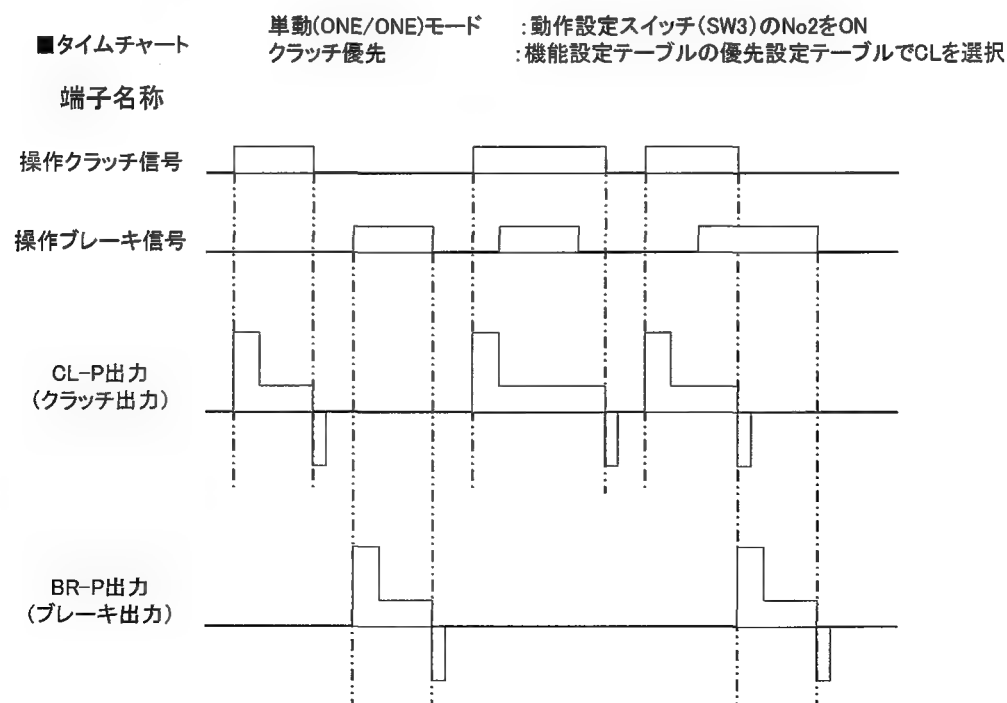 ■タイムチャート
単動(ONE/ONE)モード :動作設定スイッチ(SW3)のNo2をON
クラッチ優先 :機能設定テーブルの優先設定テーブルでCLを選択
端子名称
操作クラッチ信号
操作ブレーキ信号
CL-P出力
(クラッチ出力)
BR-P出力
(ブレーキ出力)